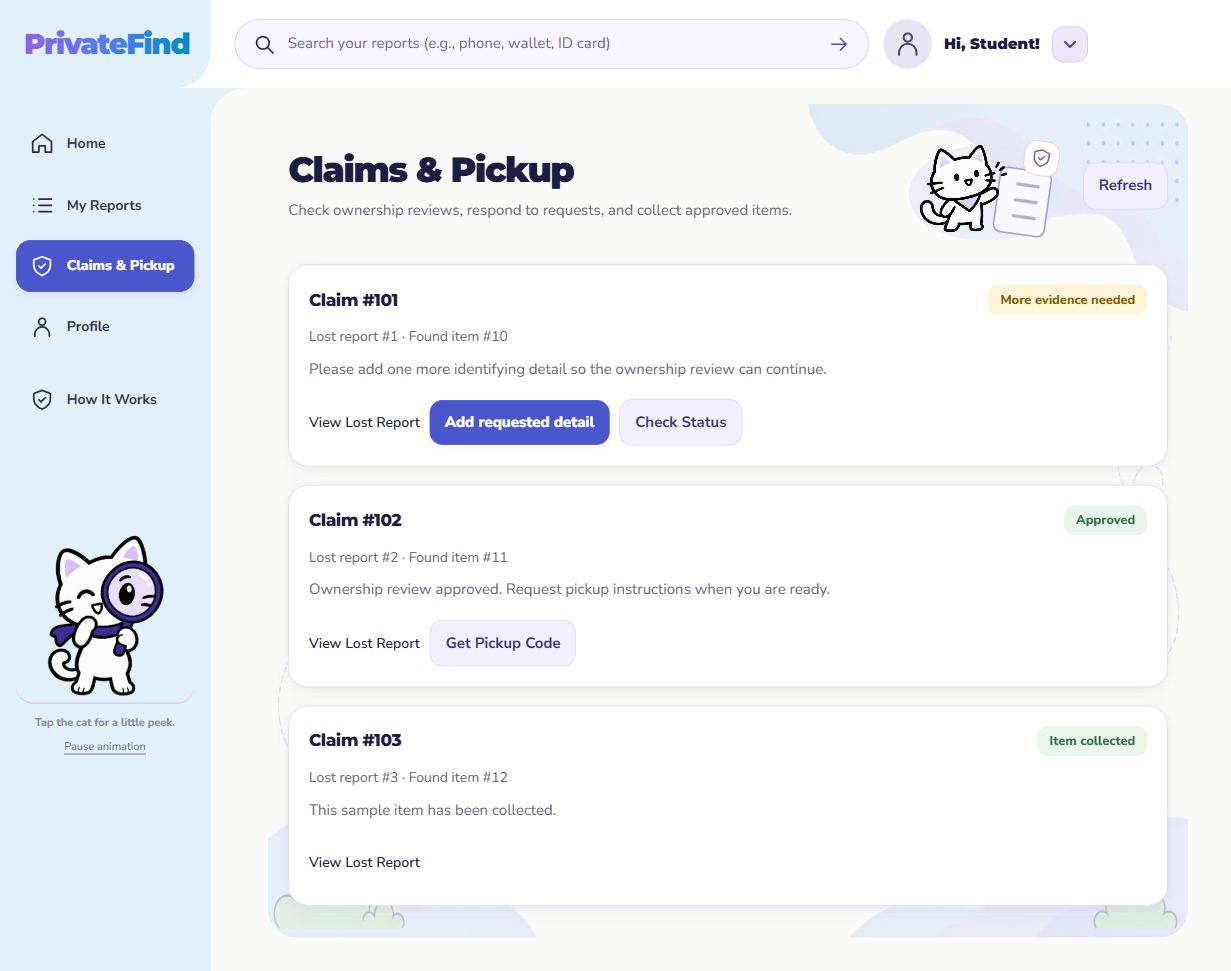 PrivateFind
Search your reports (e.g., phone, wallet, ID card)
Hi, Student!
Home
My Reports
Claims & Pickup
Profile
How It Works
Tap the cat for a little peek.
Pause animation
Claims & Pickup
Check ownership reviews, respond to requests, and collect approved items.
Refresh
Claim #101
More evidence needed
Lost report #1 · Found item #10
Please add one more identifying detail so the ownership review can continue.
View Lost Report
Add requested detail
Check Status
Claim #102
Approved
Lost report #2 · Found item #11
Ownership review approved. Request pickup instructions when you are ready.
View Lost Report
Get Pickup Code
Claim #103
Item collected
Lost report #3 · Found item #12
This sample item has been collected.
View Lost Report